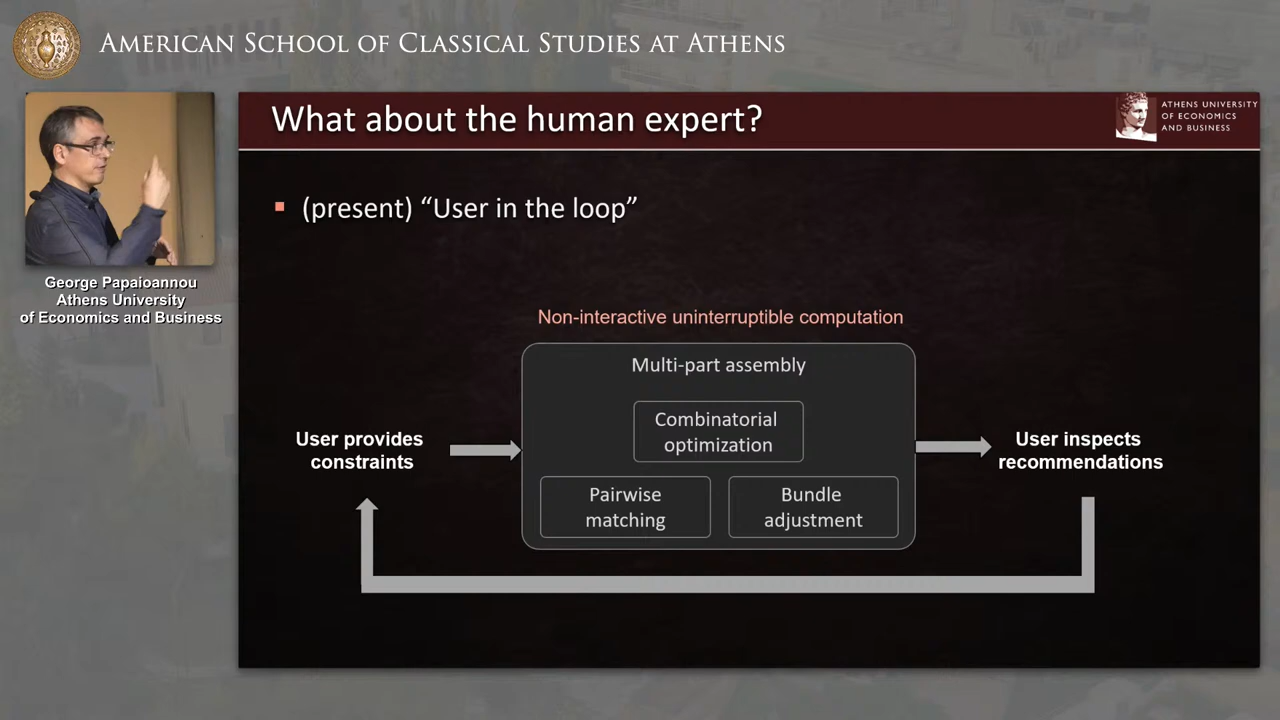 AMERICAN SCHOOL OF CLASSICAL STUDIES AT ATHENS
What about the human expert?
ATHENS UNIVERSITY
OF ECONOMICS
AND BUSINESS
(present) “User in the loop”
George Papaioannou
Athens University
of Economics and Business
Non-interactive uninterruptible computation
Multi-part assembly
Combinatorial
optimization
User provides
constraints
User inspects
recommendations
Pairwise
matching
Bundle
adjustment